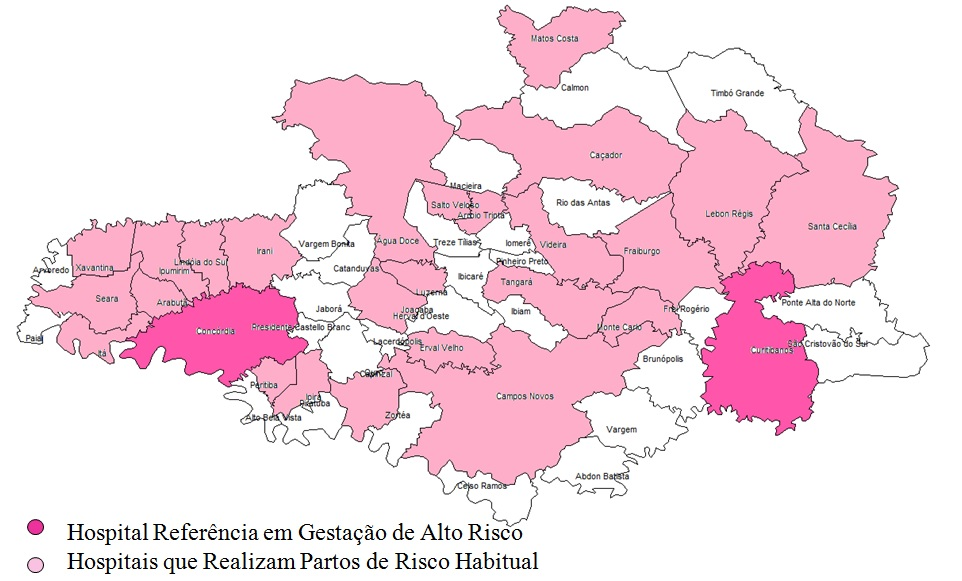 Matos Costa
Calmon
Timbó Grande
Caçador
Macieira
Salto Veloso
Arroio Trinta
Rio das Antas
Lebon Régis
Santa Cecília
Água Doce
Treze Tílias
Iomerê
Videira
Fraiburgo
Vargem Bonita
Irani
Lindóia do Sul
Ipumirim
Xavantina
Arvoredo
Catanduvas
Pinheiro Preto
Ibicaré
Tangará
Luzerna
Seara
Arabutã
Jaborá
Joaçaba
Herval d'Oeste
Ibiam
Frei Rogério
Ponte Alta do Norte
Paial
Itá
Concórdia
Presidente Castello Branc
Lacerdópolis
Erval Velho
Monte Carlo
Brunópolis
Curitibanos
São Cristovão do Sul
Ouro
Capinzal
Peritiba
Ipira
Piratuba
Alto Bela Vista
Zortéa
Campos Novos
Vargem
Celso Ramos
Abdon Batista
Hospital Referência em Gestação de Alto Risco
Hospitais que Realizam Partos de Risco Habitual